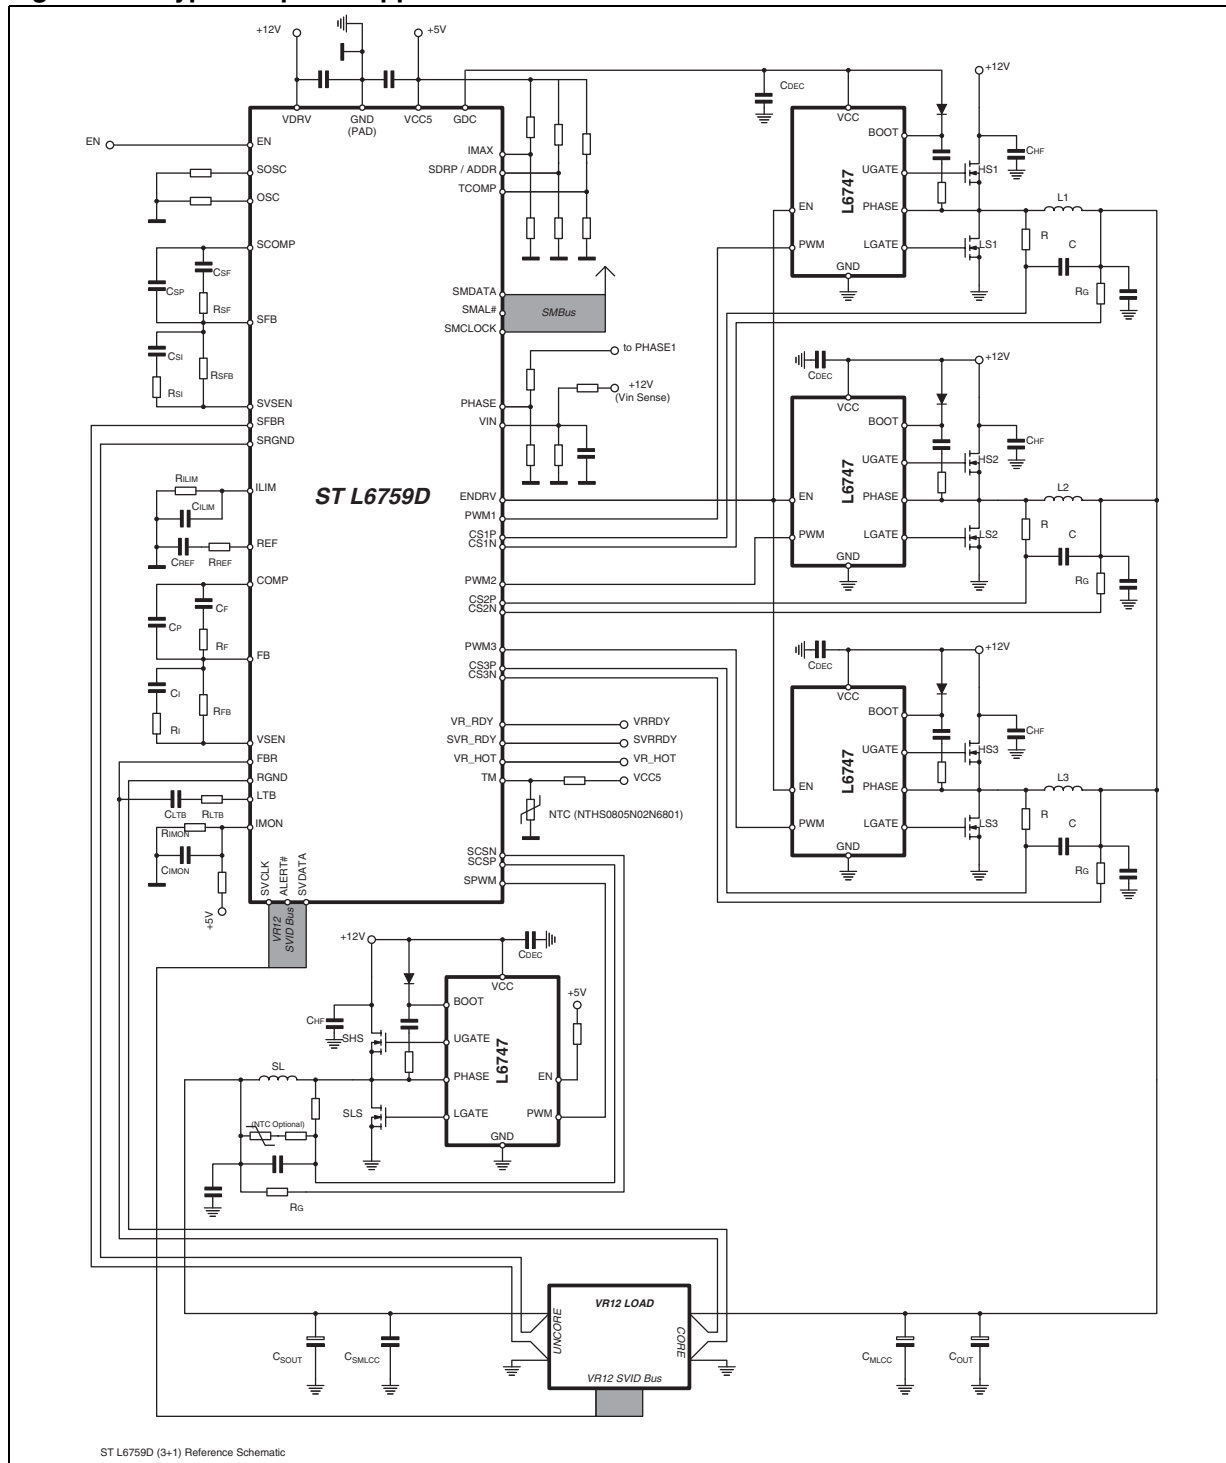 +12V
+5V
VDRV
GND
(PAD)
VCC5
GDC
EN
EN
SOSC
OSC
SCOMP
CSF
CSP
RSF
SFB
CSI
RSFB
RSI
SVSEN
SFBR
SRGND
RILIM
ILIM
CILIM
REF
CREF
RREF
COMP
CF
CP
RF
FB
CI
RFB
RI
VSEN
FBR
RGND
LTB
CLTB
RLTB
RIMON
IMON
CIMON
+5V
SVCLK
ALERT#
SVDATA
VR12
SVID Bus
ST L6759D
IMAX
SDRP / ADDR
TCOMP
SMDATA
SMAL#
SMCLOCK
SMBus
to PHASE1
+12V
(Vin Sense)
PHASE
VIN
ENDRV
PWM1
CS1P
CS1N
PWM2
CS2P
CS2N
PWM3
CS3P
CS3N
VR_RDY
VRRDY
SVR_RDY
SVRRDY
VR_HOT
VR_HOT
TM
VCC5
NTC (NTHS0805N02N6801)
SCSN
SCSP
SPWM
CDEC
+12V
VCC
BOOT
CHF
UGATE
HS1
L6747
EN
PHASE
L1
R
C
PWM
LGATE
LS1
GND
RG
+12V
CDEC
VCC
BOOT
CHF
UGATE
HS2
L6747
EN
PHASE
L2
R
C
PWM
LGATE
LS2
GND
RG
+12V
CDEC
VCC
BOOT
CHF
UGATE
HS3
L6747
EN
PHASE
L3
R
C
PWM
LGATE
LS3
GND
RG
+12V
CDEC
VCC
+5V
BOOT
CHF
SHS
UGATE
L6747
SL
PHASE
EN
SLS
LGATE
PWM
(NTC Optional)
GND
RG
VR12 LOAD
UNCORE
CORE
VR12 SVID Bus
CSOUT
CSMLCC
CMLCC
COUT
ST L6759D (3+1) Reference Schematic